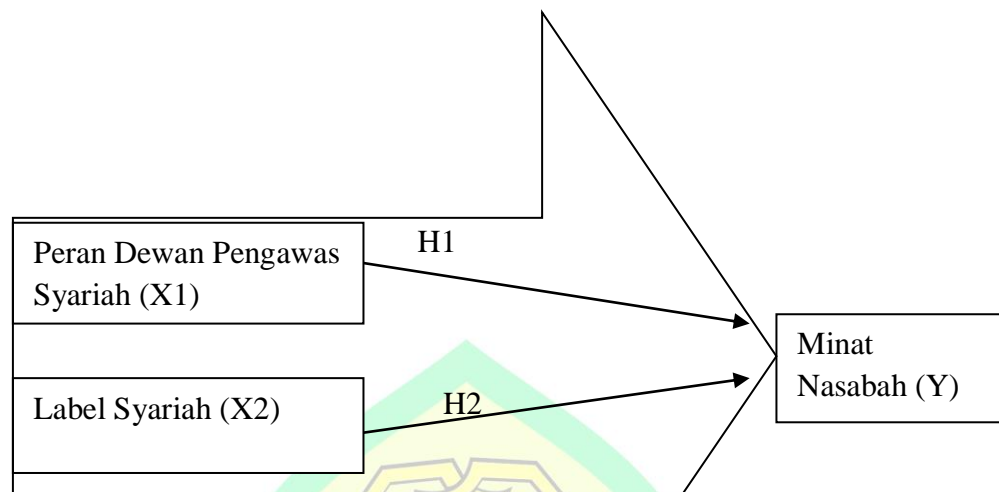 H1
Peran Dewan Pengawas
Syariah (X1)
Minat
Nasabah (Y)
Label Syariah (X2)
H2